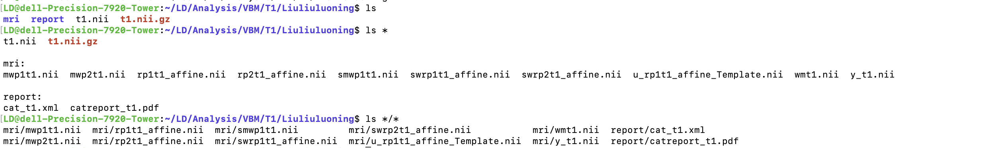 LD@dell-Precision-7920-Tower:~/LD/Analysis/VBM/T1/Liuliuluoning$ ls
mri  report  t1.nii  t1.nii.gz
LD@dell-Precision-7920-Tower:~/LD/Analysis/VBM/T1/Liuliuluoning$ ls *
t1.nii  t1.nii.gz
mri:
mwp1t1.nii  mwp2t1.nii  rp1t1_affine.nii  rp2t1_affine.nii  smwp1t1.nii  swrp1t1_affine.nii  swrp2t1_affine.nii  u_rp1t1_affine_Template.nii  wmt1.nii  y_t1.nii
report:
cat_t1.xml  catreport_t1.pdf
LD@dell-Precision-7920-Tower:~/LD/Analysis/VBM/T1/Liuliuluoning$ ls */*
mri/mwp1t1.nii  mri/rp1t1_affine.nii  mri/smwp1t1.nii  mri/swrp2t1_affine.nii  mri/wmt1.nii  report/cat_t1.xml
mri/mwp2t1.nii  mri/rp2t1_affine.nii  mri/swrp1t1_affine.nii  mri/u_rp1t1_affine_Template.nii  mri/y_t1.nii  report/catreport_t1.pdf